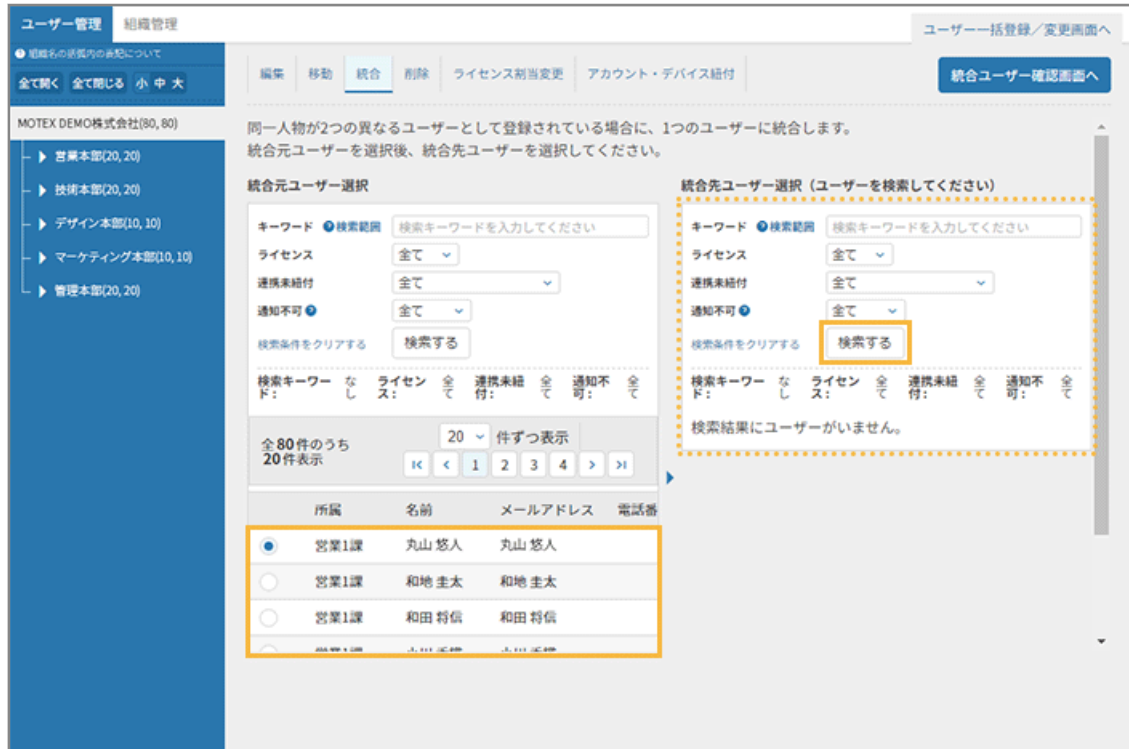 ユーザー管理 組織管理
ユーザー一括登録／変更画面へ
組織名の括弧内の表記について
全て開く 全て閉じる 小 中 大
MOTEX DEMO株式会社(80, 80)
営業本部(20, 20)
技術本部(20, 20)
デザイン本部(10, 10)
マーケティング本部(10, 10)
管理本部(20, 20)
編集 移動 統合 削除 ライセンス割当変更 アカウント・デバイス紐付
統合ユーザー確認画面へ
同一人物が2つの異なるユーザーとして登録されている場合に、1つのユーザーに統合します。
統合元ユーザーを選択後、統合先ユーザーを選択してください。
統合元ユーザー選択
キーワード ?検索範囲 検索キーワードを入力してください
ライセンス 全て
連携未紐付 全て
通知不可 ? 全て
検索条件をクリアする 検索する
検索キーワード： なし ライセンス： 全て 連携未紐付： 全て 通知不可： 全て
全80件のうち
20件表示
20 件ずつ表示
1 2 3 4
所属 名前 メールアドレス 電話番
営業1課 丸山 悠人 丸山 悠人
営業1課 和地 圭太 和地 圭太
営業1課 和田 将信 和田 将信
統合先ユーザー選択（ユーザーを検索してください）
キーワード ?検索範囲 検索キーワードを入力してください
ライセンス 全て
連携未紐付 全て
通知不可 ? 全て
検索条件をクリアする 検索する
検索キーワード： なし ライセンス： 全て 連携未紐付： 全て 通知不可： 全て
検索結果にユーザーがいません。